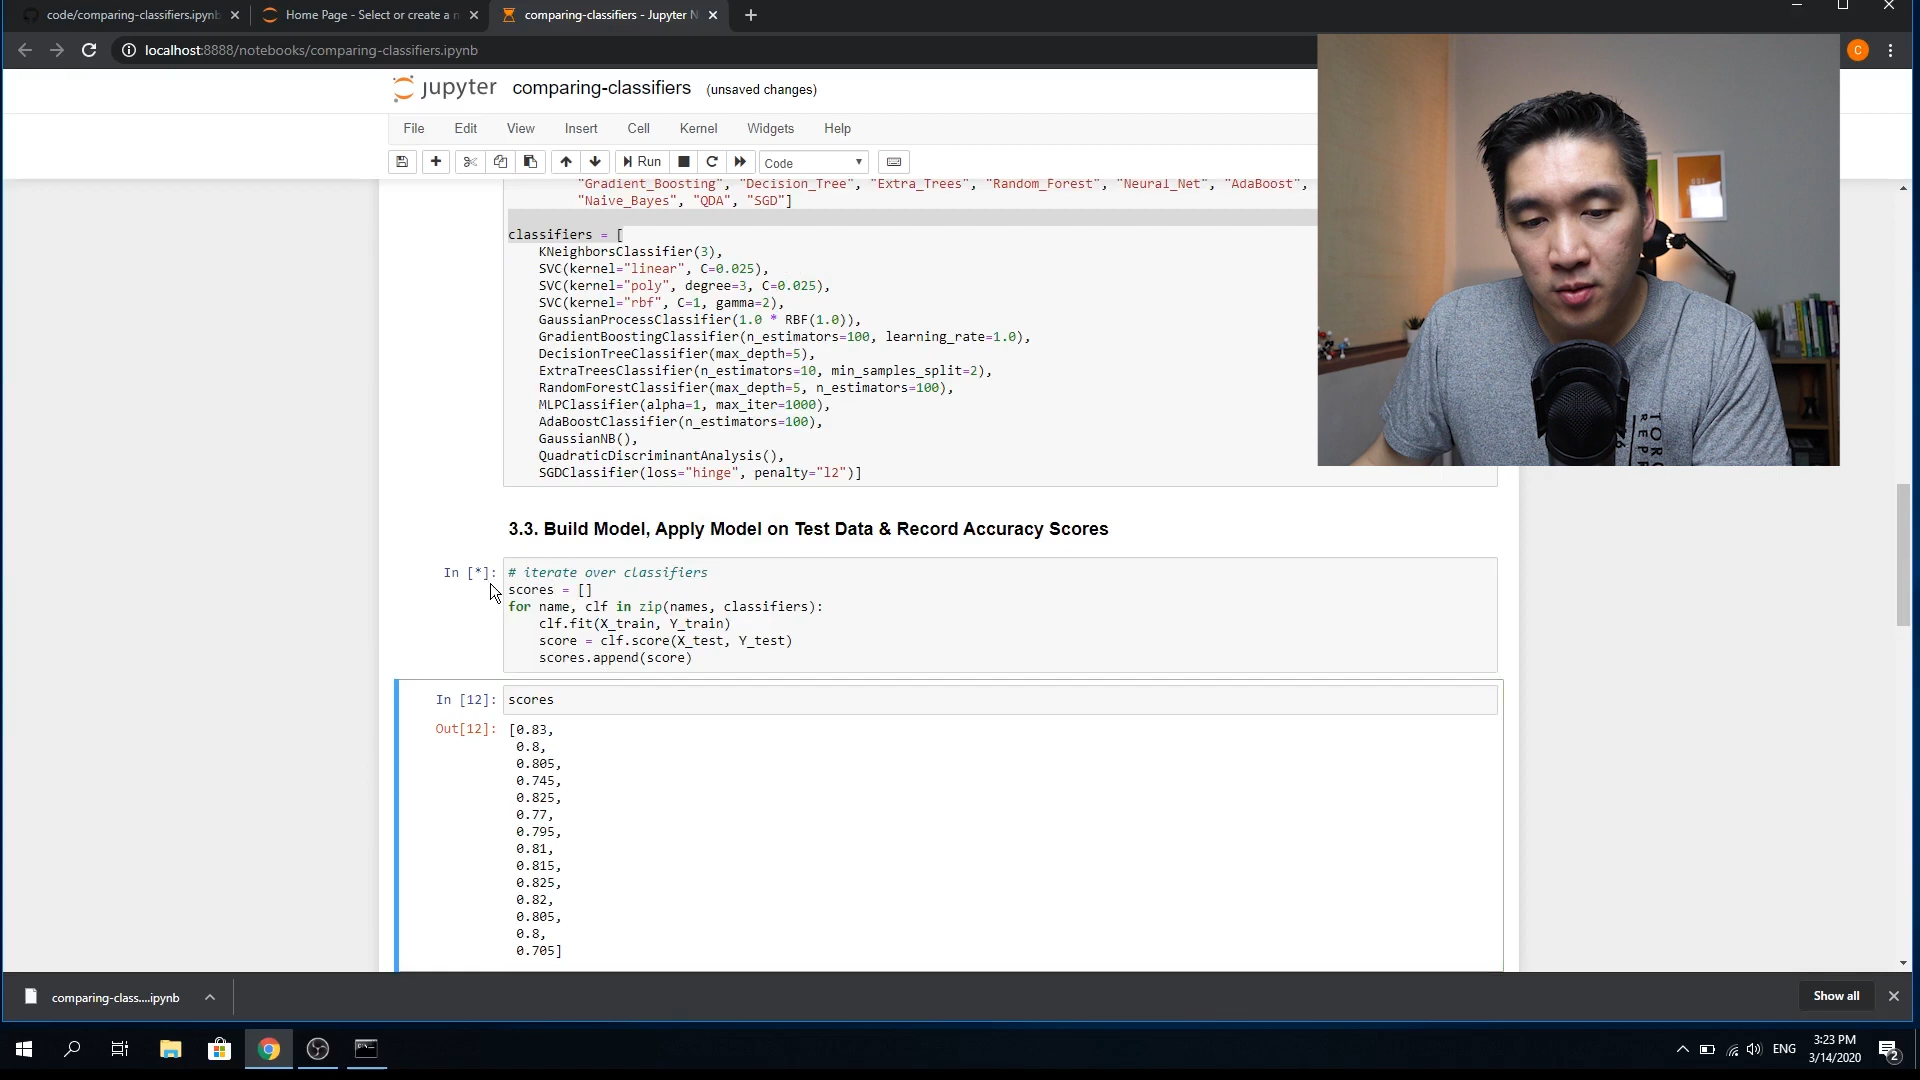 code/comparing-classifiers.ipynb
Home Page - Select or create a n
comparing-classifiers - Jupyter N
localhost:8888/notebooks/comparing-classifiers.ipynb
C
jupyter comparing-classifiers (unsaved changes)
File Edit View Insert Cell Kernel Widgets Help
Run Code
"Gradient_Boosting", "Decision_Tree", "Extra_Trees", "Random_Forest", "Neural_Net", "AdaBoost",
"Naive_Bayes", "QDA", "SGD"]
classifiers = [
KNeighborsClassifier(3),
SVC(kernel="linear", C=0.025),
SVC(kernel="poly", degree=3, C=0.025),
SVC(kernel="rbf", C=1, gamma=2),
GaussianProcessClassifier(1.0 * RBF(1.0)),
GradientBoostingClassifier(n_estimators=100, learning_rate=1.0),
DecisionTreeClassifier(max_depth=5),
ExtraTreesClassifier(n_estimators=10, min_samples_split=2),
RandomForestClassifier(max_depth=5, n_estimators=100),
MLPClassifier(alpha=1, max_iter=1000),
AdaBoostClassifier(n_estimators=100),
GaussianNB(),
QuadraticDiscriminantAnalysis(),
SGDClassifier(loss="hinge", penalty="l2")]
3.3. Build Model, Apply Model on Test Data & Record Accuracy Scores
In [*]: # iterate over classifiers
scores = []
for name, clf in zip(names, classifiers):
clf.fit(X_train, Y_train)
score = clf.score(X_test, Y_test)
scores.append(score)
In [12]: scores
Out[12]: [0.83,
0.8,
0.805,
0.745,
0.825,
0.77,
0.795,
0.81,
0.815,
0.825,
0.82,
0.805,
0.8,
0.705]
comparing-class....ipynb
Show all
ENG
3:23 PM
3/14/2020
2